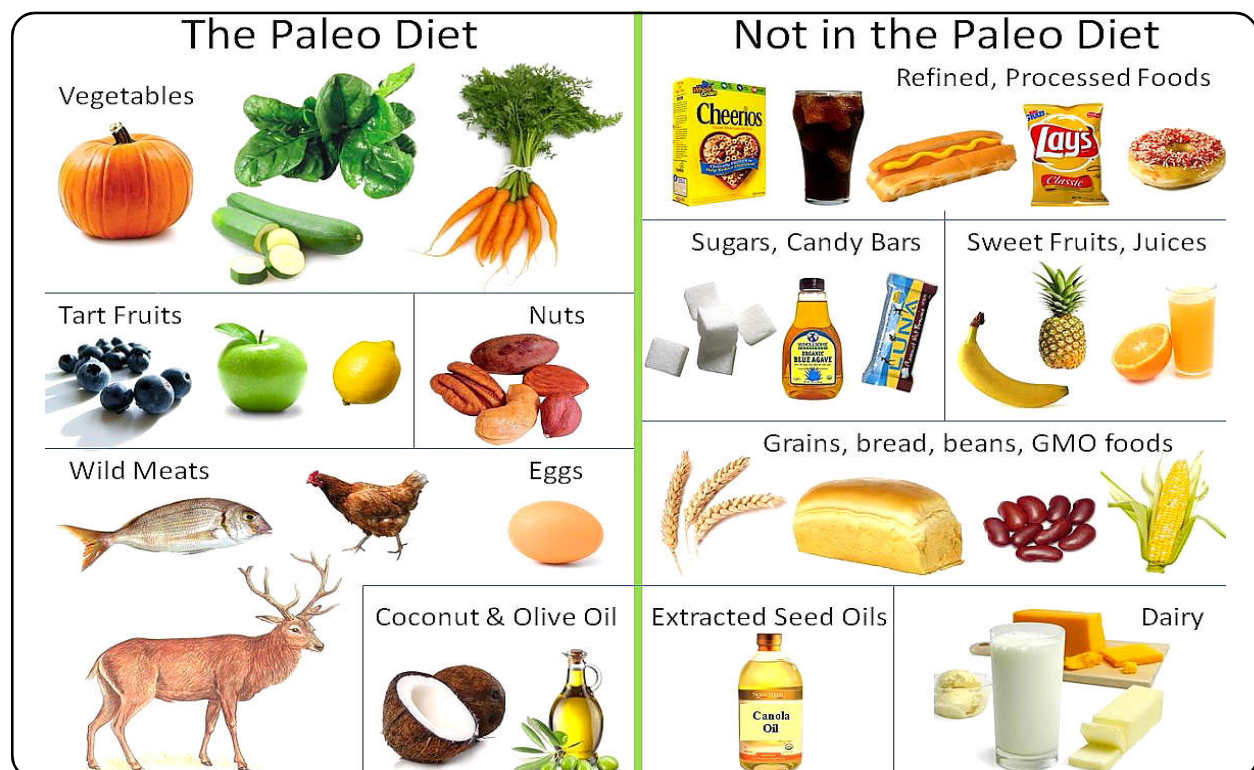 The Paleo Diet
Vegetables
Tart Fruits
Nuts
Wild Meats
Eggs
Coconut & Olive Oil
Not in the Paleo Diet
Refined, Processed Foods
Cheerios
Lays
Classic
Sugars, Candy Bars
ORGANIC
BLUE AGAVE
LUNA
Sweet Fruits, Juices
Grains, bread, beans, GMO foods
Extracted Seed Oils
Spectrum
Canola
Oil
Dairy